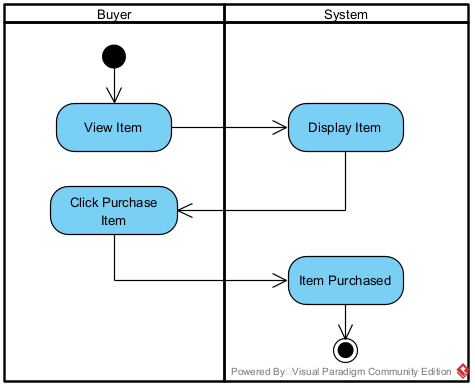 Buyer
System
View Item
Display Item
Click Purchase
Item
Item Purchased
Powered By Visual Paradigm Community Edition